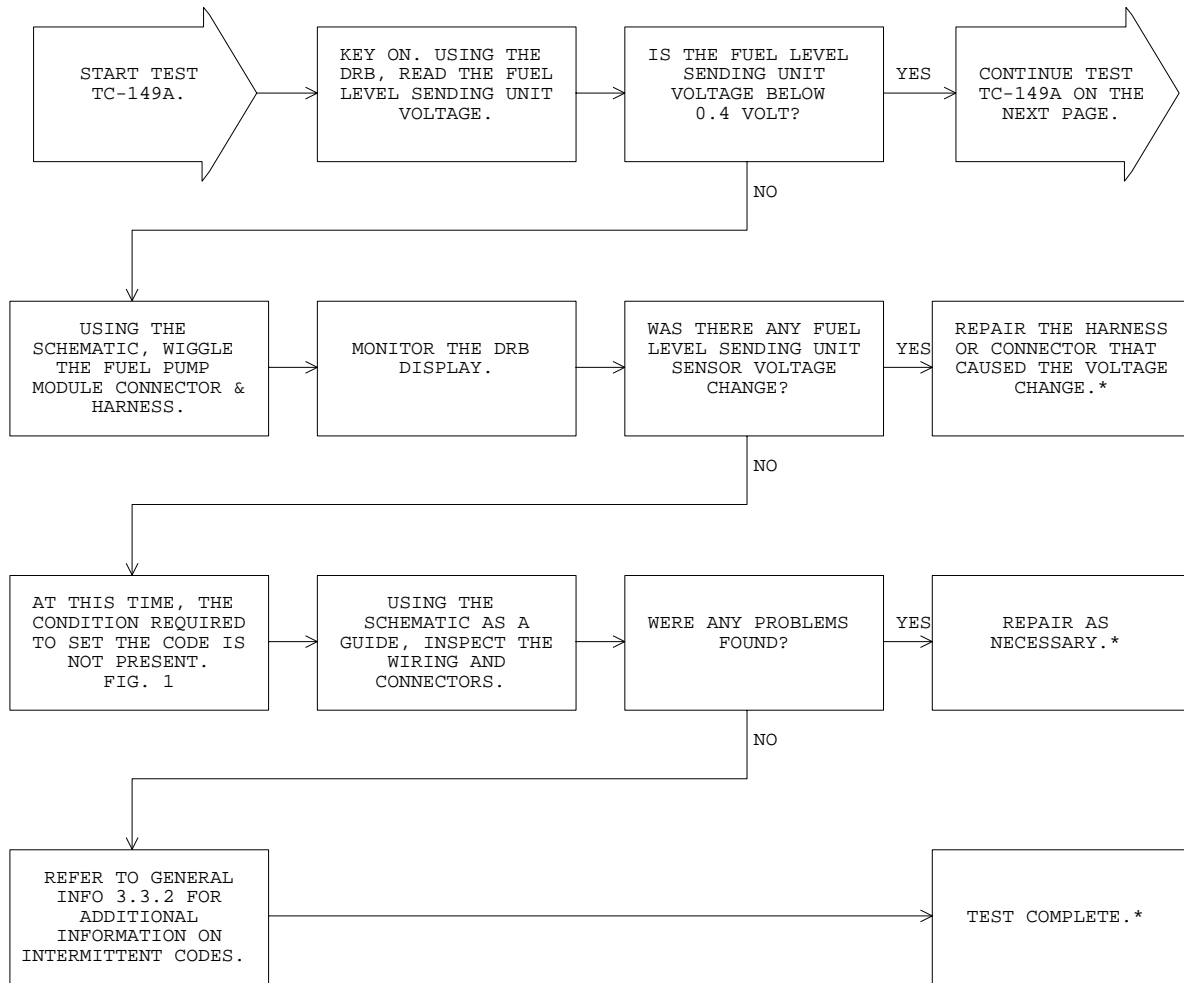 START TEST
TC-149A.
KEY ON. USING THE
DRB, READ THE FUEL
LEVEL SENDING UNIT
VOLTAGE.
IS THE FUEL LEVEL
SENDING UNIT
VOLTAGE BELOW
0.4 VOLT?
YES
CONTINUE TEST
TC-149A ON THE
NEXT PAGE.
NO
USING THE
SCHEMATIC, WIGGLE
THE FUEL PUMP
MODULE CONNECTOR &
HARNESS.
MONITOR THE DRB
DISPLAY.
WAS THERE ANY FUEL
LEVEL SENDING UNIT
SENSOR VOLTAGE
CHANGE?
YES
REPAIR THE HARNESS
OR CONNECTOR THAT
CAUSED THE VOLTAGE
CHANGE.*
NO
AT THIS TIME, THE
CONDITION REQUIRED
TO SET THE CODE IS
NOT PRESENT.
FIG. 1
USING THE
SCHEMATIC AS A
GUIDE, INSPECT THE
WIRING AND
CONNECTORS.
WERE ANY PROBLEMS
FOUND?
YES
REPAIR AS
NECESSARY.*
NO
REFER TO GENERAL
INFO 3.3.2 FOR
ADDITIONAL
INFORMATION ON
INTERMITTENT CODES.
TEST COMPLETE.*